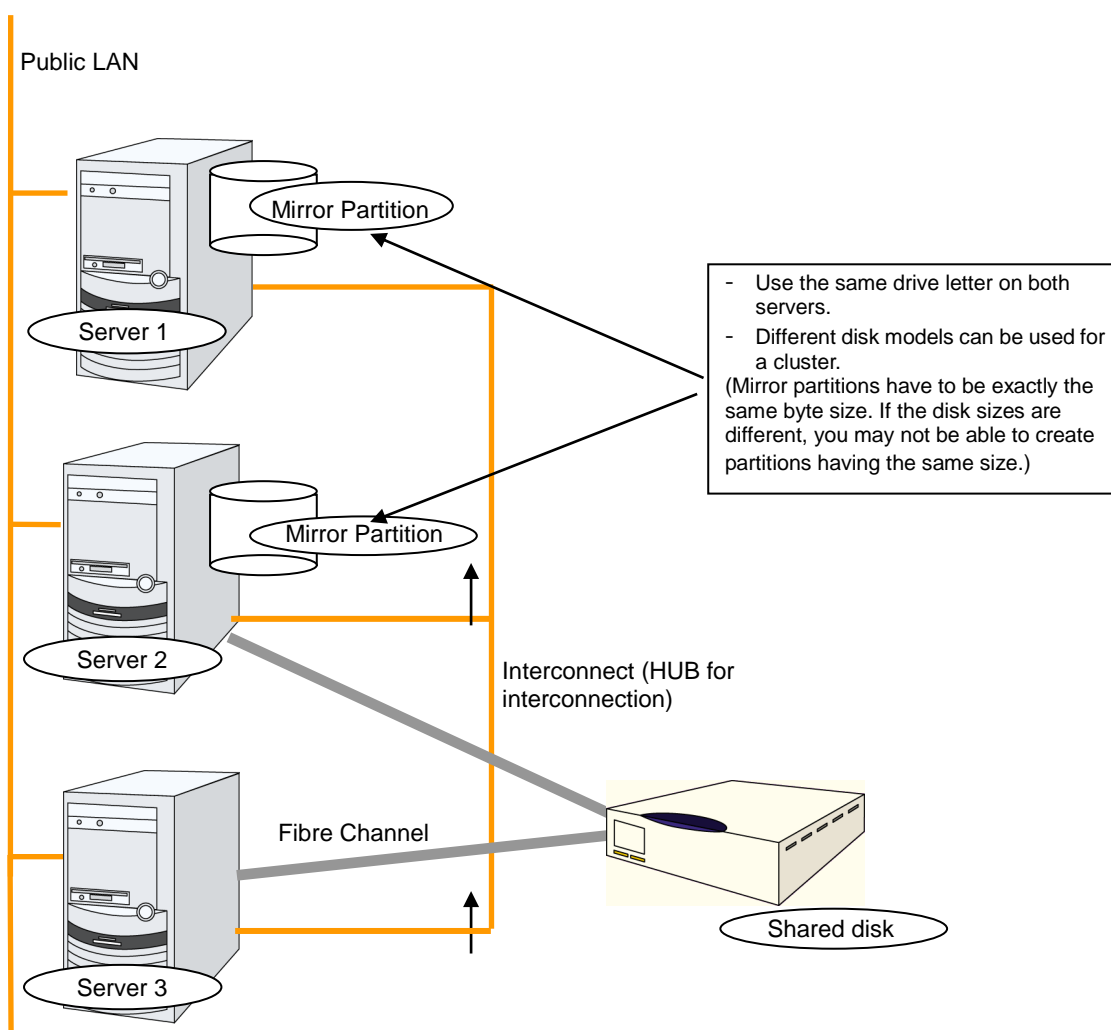 Public LAN
Mirror Partition
Server 1
- Use the same drive letter on both
servers.
- Different disk models can be used for
a cluster.
(Mirror partitions have to be exactly the
same byte size. If the disk sizes are
different, you may not be able to create
partitions having the same size.)
Mirror Partition
Server 2
Interconnect (HUB for
interconnection)
Fibre Channel
Shared disk
Server 3